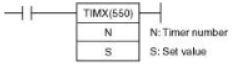 TIMX(550)
N N: Timer number
S S: Set value